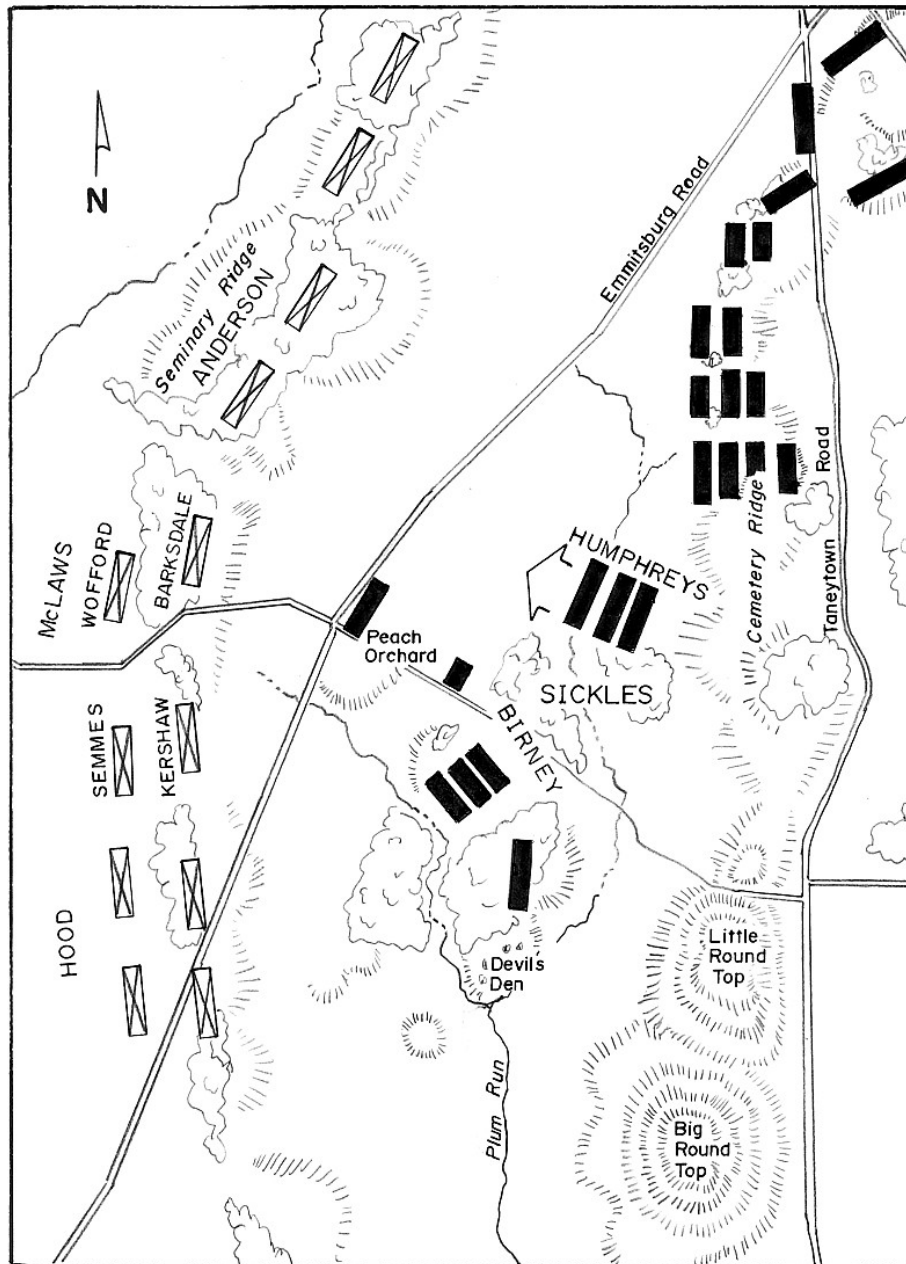 N
Emmitsburg Road
Seminary Ridge
ANDERSON
McLAWS
WOFFORD
BARKSDALE
HUMPHREYS
Cemetery Ridge
Taneytown Road
Peach
Orchard
SICKLES
BIRNEY
SEMMES
KERSHAW
HOOD
Devil's
Den
Little
Round
Top
Plum Run
Big
Round
Top